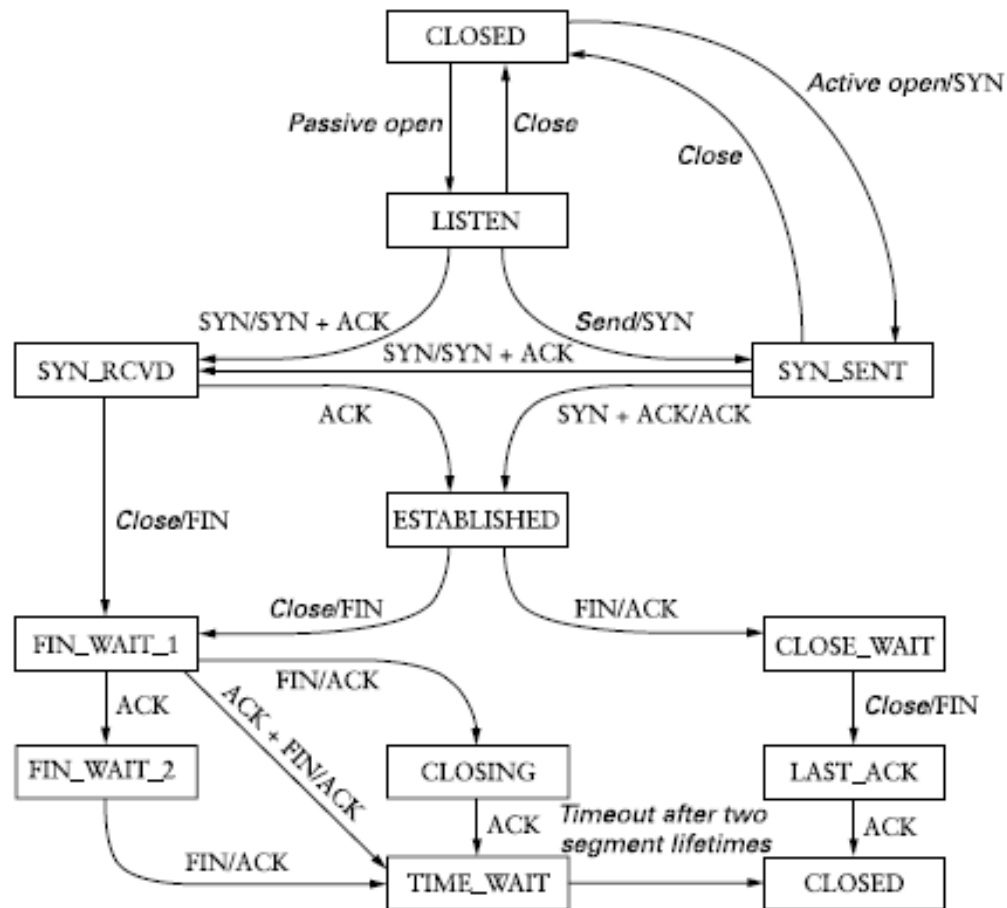 CLOSED
Active open/SYN
Passive open
Close
Close
LISTEN
SYN/SYN + ACK
Send/SYN
SYN/SYN + ACK
SYN_RCVD
SYN_SENT
ACK
SYN + ACK/ACK
Close/FIN
ESTABLISHED
Close/FIN
FIN/ACK
FIN_WAIT_1
CLOSE_WAIT
FIN/ACK
ACK
ACK + FIN/ACK
Close/FIN
FIN_WAIT_2
CLOSING
LAST_ACK
ACK
Timeout after two
segment lifetimes
ACK
FIN/ACK
TIME_WAIT
CLOSED